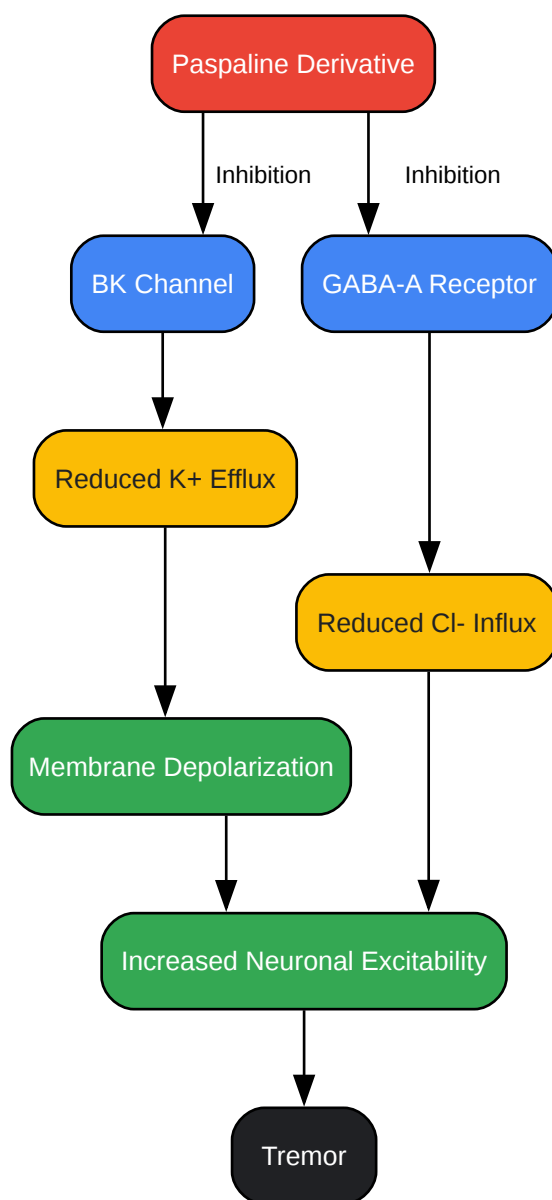 Paspaline Derivative
Inhibition
Inhibition
BK Channel
GABA-A Receptor
Reduced K+ Efflux
Reduced Cl- Influx
Membrane Depolarization
Increased Neuronal Excitability
Tremor